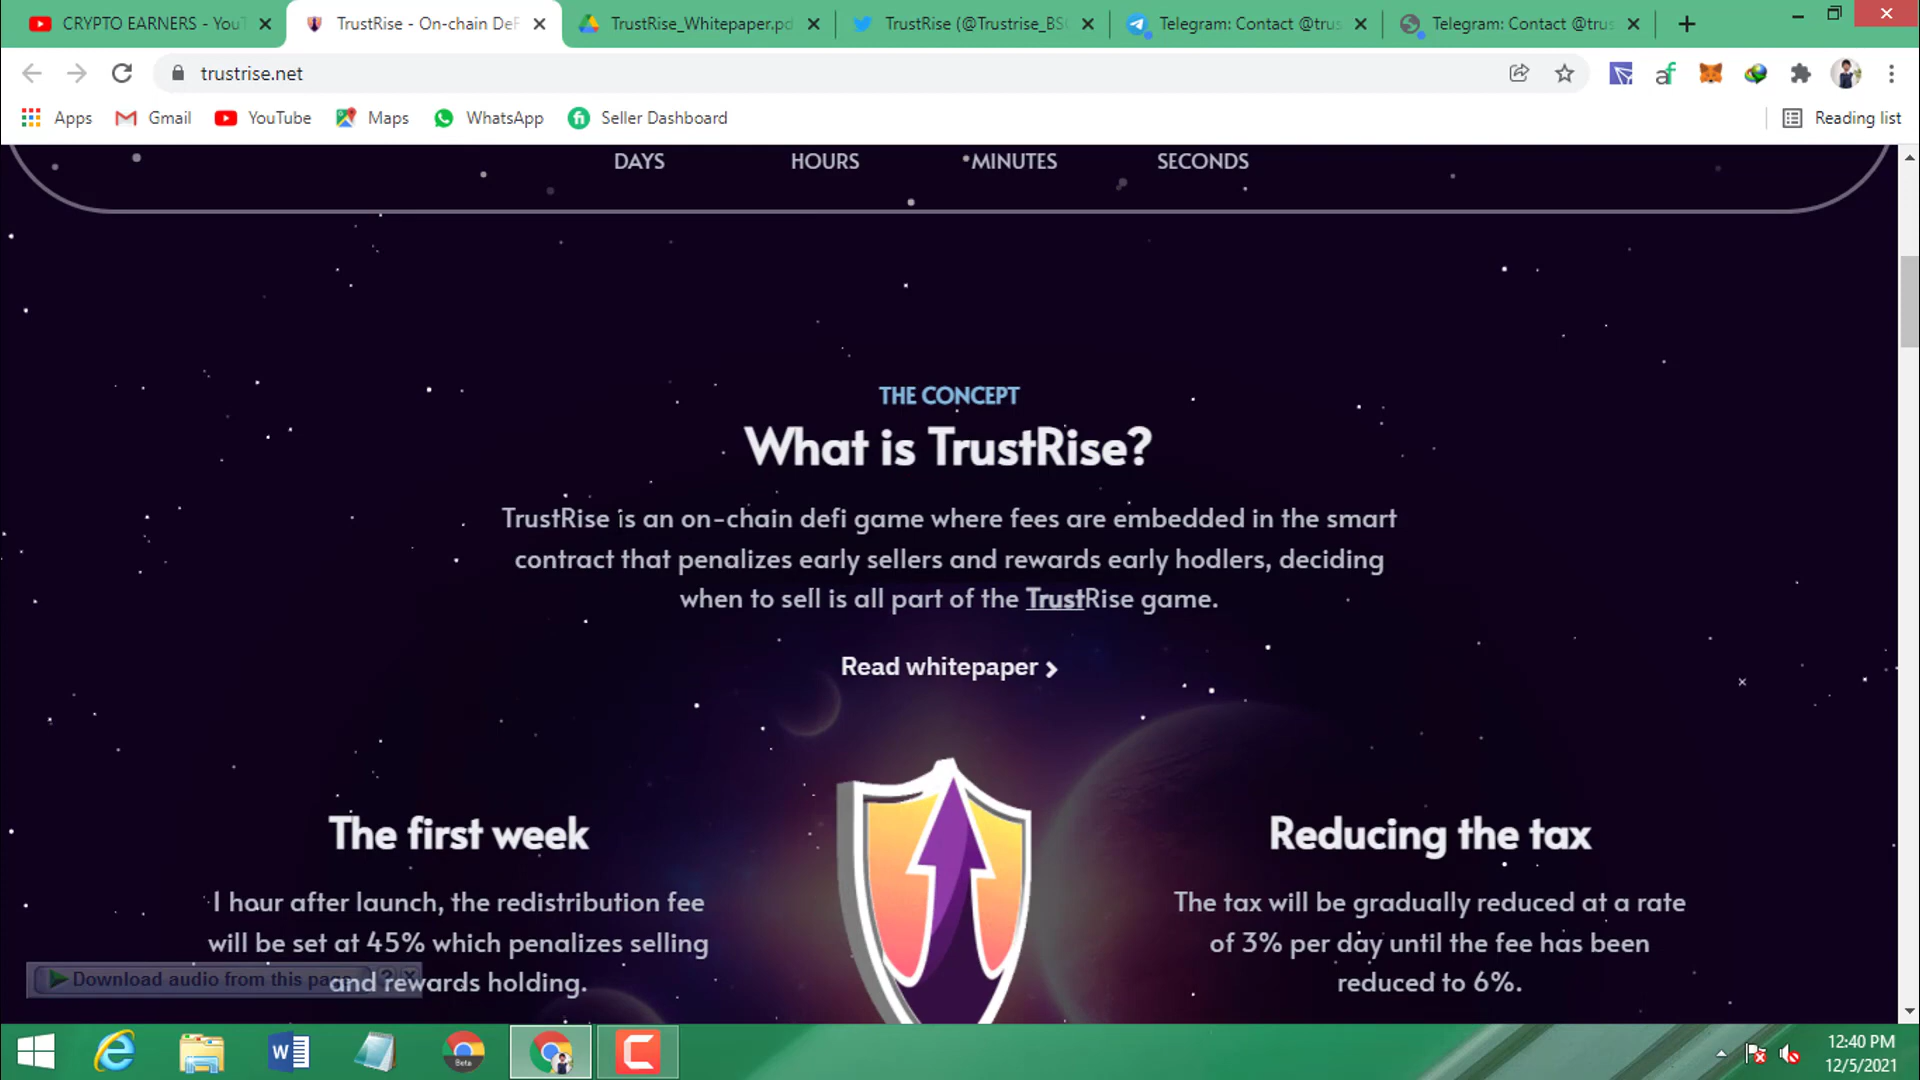 CRYPTO EARNERS - YouT
TrustRise - On-chain DeF
TrustRise_Whitepaper.pd
TrustRise (@Trustrise_BS
Telegram: Contact @trus
Telegram: Contact @trus
trustrise.net
Apps
Gmail
YouTube
Maps
WhatsApp
Seller Dashboard
Reading list
DAYS HOURS MINUTES SECONDS
THE CONCEPT
What is TrustRise?
TrustRise is an on-chain defi game where fees are embedded in the smart
contract that penalizes early sellers and rewards early hodlers, deciding
when to sell is all part of the TrustRise game.
Read whitepaper
The first week
1 hour after launch, the redistribution fee
will be set at 45% which penalizes selling
and rewards holding.
Download audio from this page
Reducing the tax
The tax will be gradually reduced at a rate
of 3% per day until the fee has been
reduced to 6%.
Beta
12:40 PM
12/5/2021